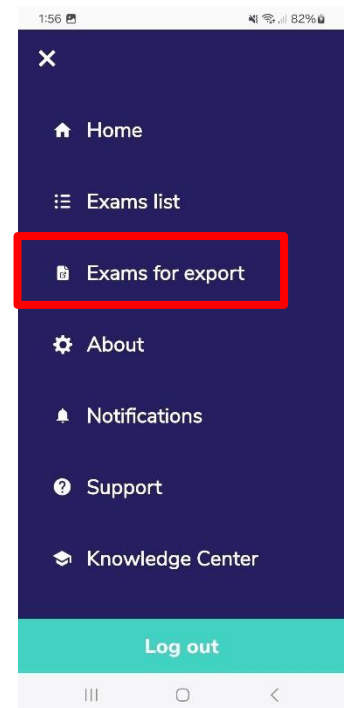 1:56 82%
Home
Exams list
Exams for export
About
Notifications
Support
Knowledge Center
Log out